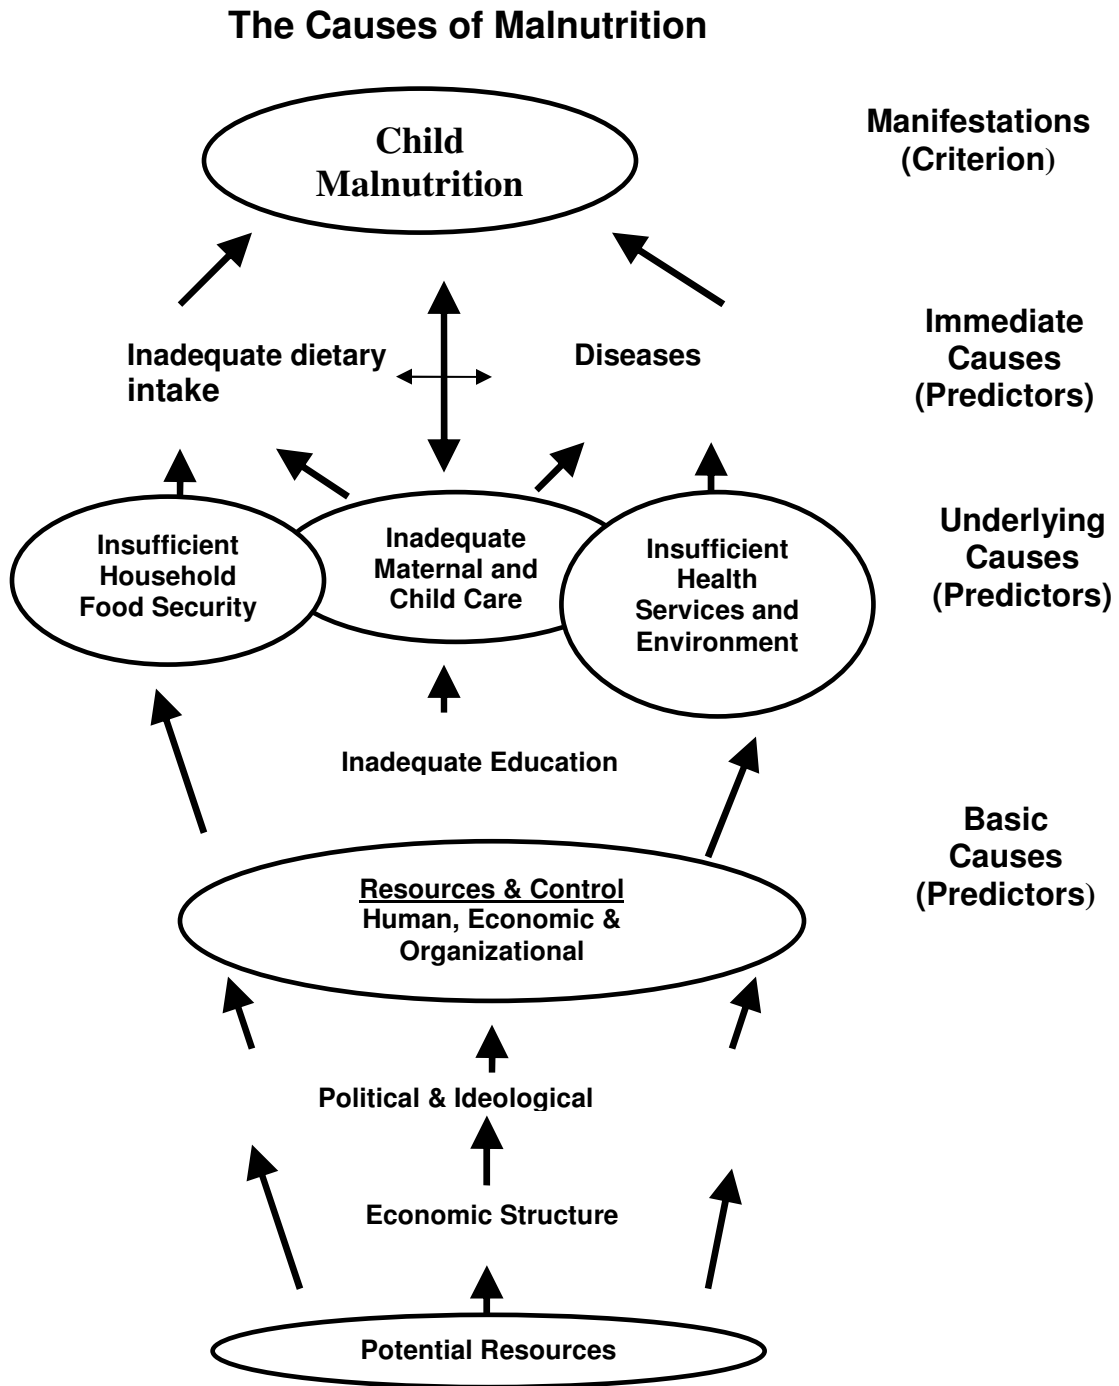 The Causes of Malnutrition
Child
Malnutrition
Manifestations
(Criterion)
Inadequate dietary
intake
Diseases
Immediate
Causes
(Predictors)
Insufficient
Household
Food Security
Inadequate
Maternal and
Child Care
Insufficient
Health
Services and
Environment
Underlying
Causes
(Predictors)
Inadequate Education
Resources & Control
Human, Economic &
Organizational
Basic
Causes
(Predictors)
Political & Ideological
Economic Structure
Potential Resources